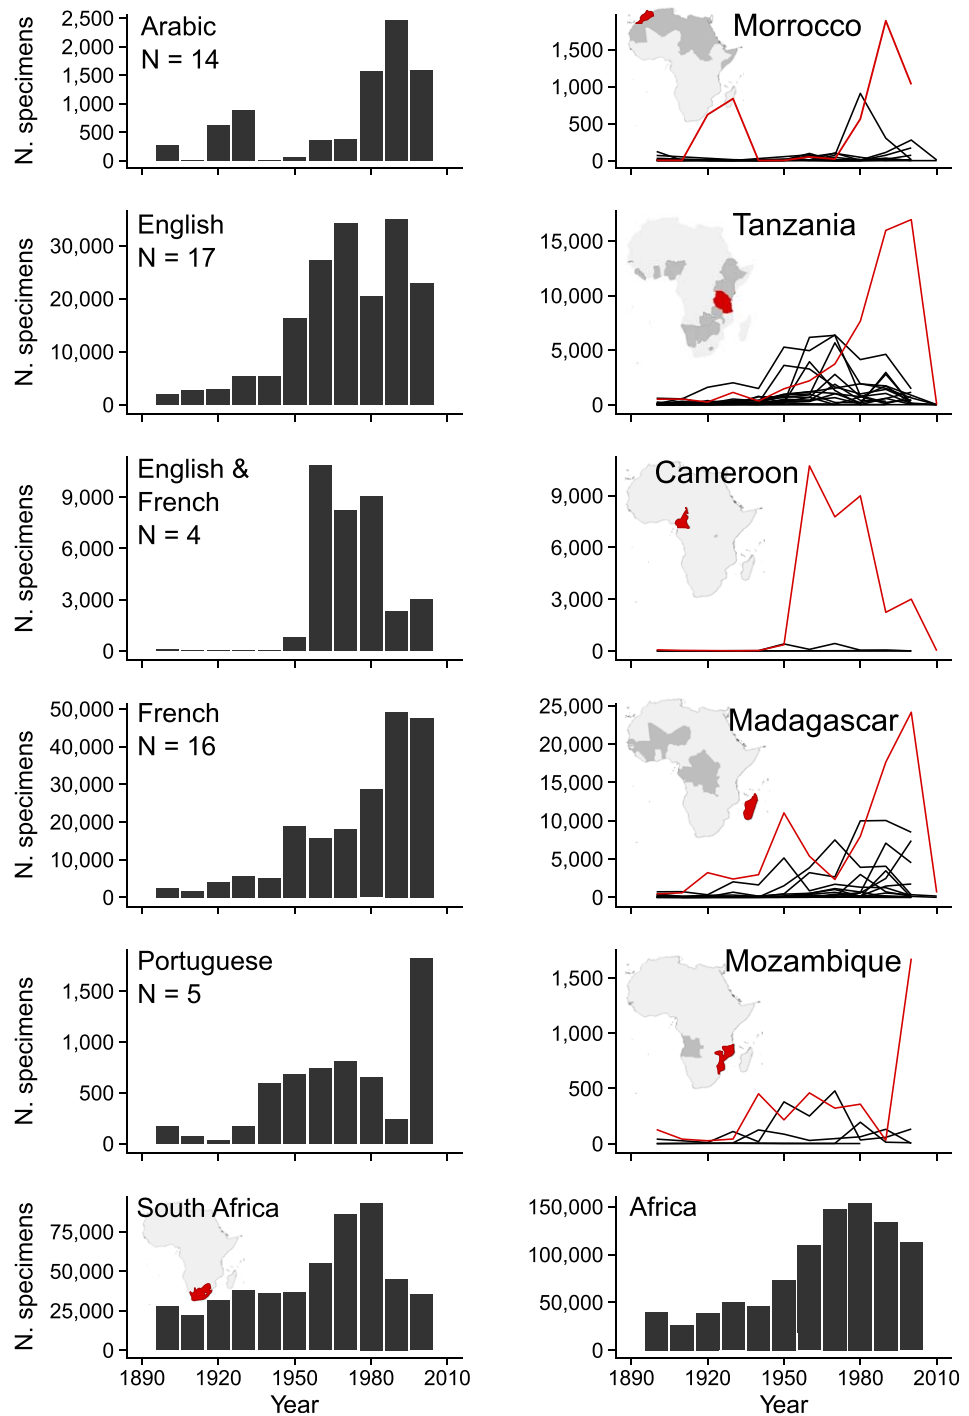 Arabic
N = 14
N. specimens
2,500
2,000
1,500
1,000
500
0
Morrocco
1,500
1,000
500
0
English
N = 17
N. specimens
30,000
20,000
10,000
0
Tanzania
15,000
10,000
5,000
0
English &
French
N = 4
N. specimens
9,000
6,000
3,000
0
Cameroon
9,000
6,000
3,000
0
French
N = 16
N. specimens
50,000
40,000
30,000
20,000
10,000
0
Madagascar
25,000
20,000
15,000
10,000
5,000
0
Portuguese
N = 5
N. specimens
1,500
1,000
500
0
Mozambique
1,500
1,000
500
0
South Africa
N. specimens
75,000
50,000
25,000
0
1890 1920 1950 1980 2010
Year
Africa
150,000
100,000
50,000
0
1890 1920 1950 1980 2010
Year